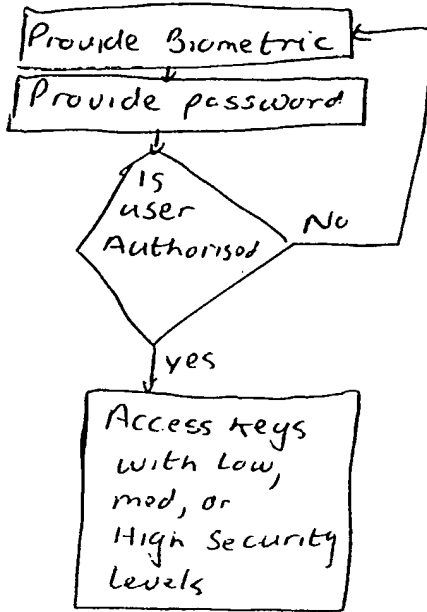 Provide Biometric
Provide password
Is
user
Authorised
No
yes
Access keys
with Low,
med, or
High Security
Levels